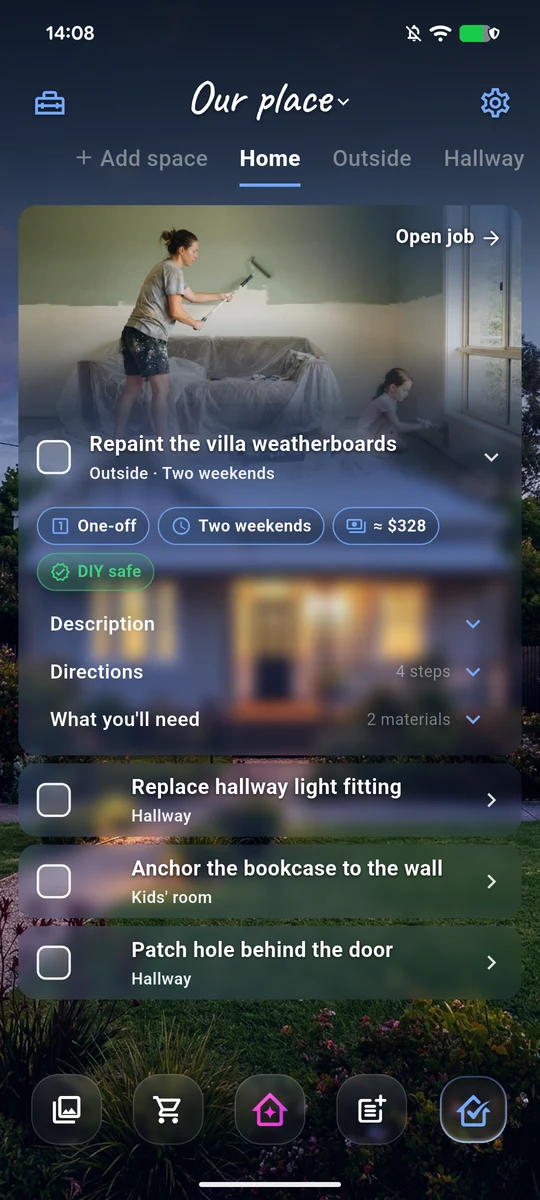 14:08
Our place
+ Add space Home Outside Hallway
Open job →
Repaint the villa weatherboards
Outside · Two weekends
One-off Two weekends ≈ $328
DIY safe
Description
Directions 4 steps
What you'll need 2 materials
Replace hallway light fitting
Hallway
Anchor the bookcase to the wall
Kids' room
Patch hole behind the door
Hallway